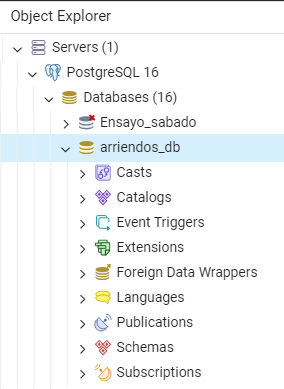 Object Explorer
Servers (1)
PostgreSQL 16
Databases (16)
Ensayo_sabado
arriendos_db
Casts
Catalogs
Event Triggers
Extensions
Foreign Data Wrappers
Languages
Publications
Schemas
Subscriptions